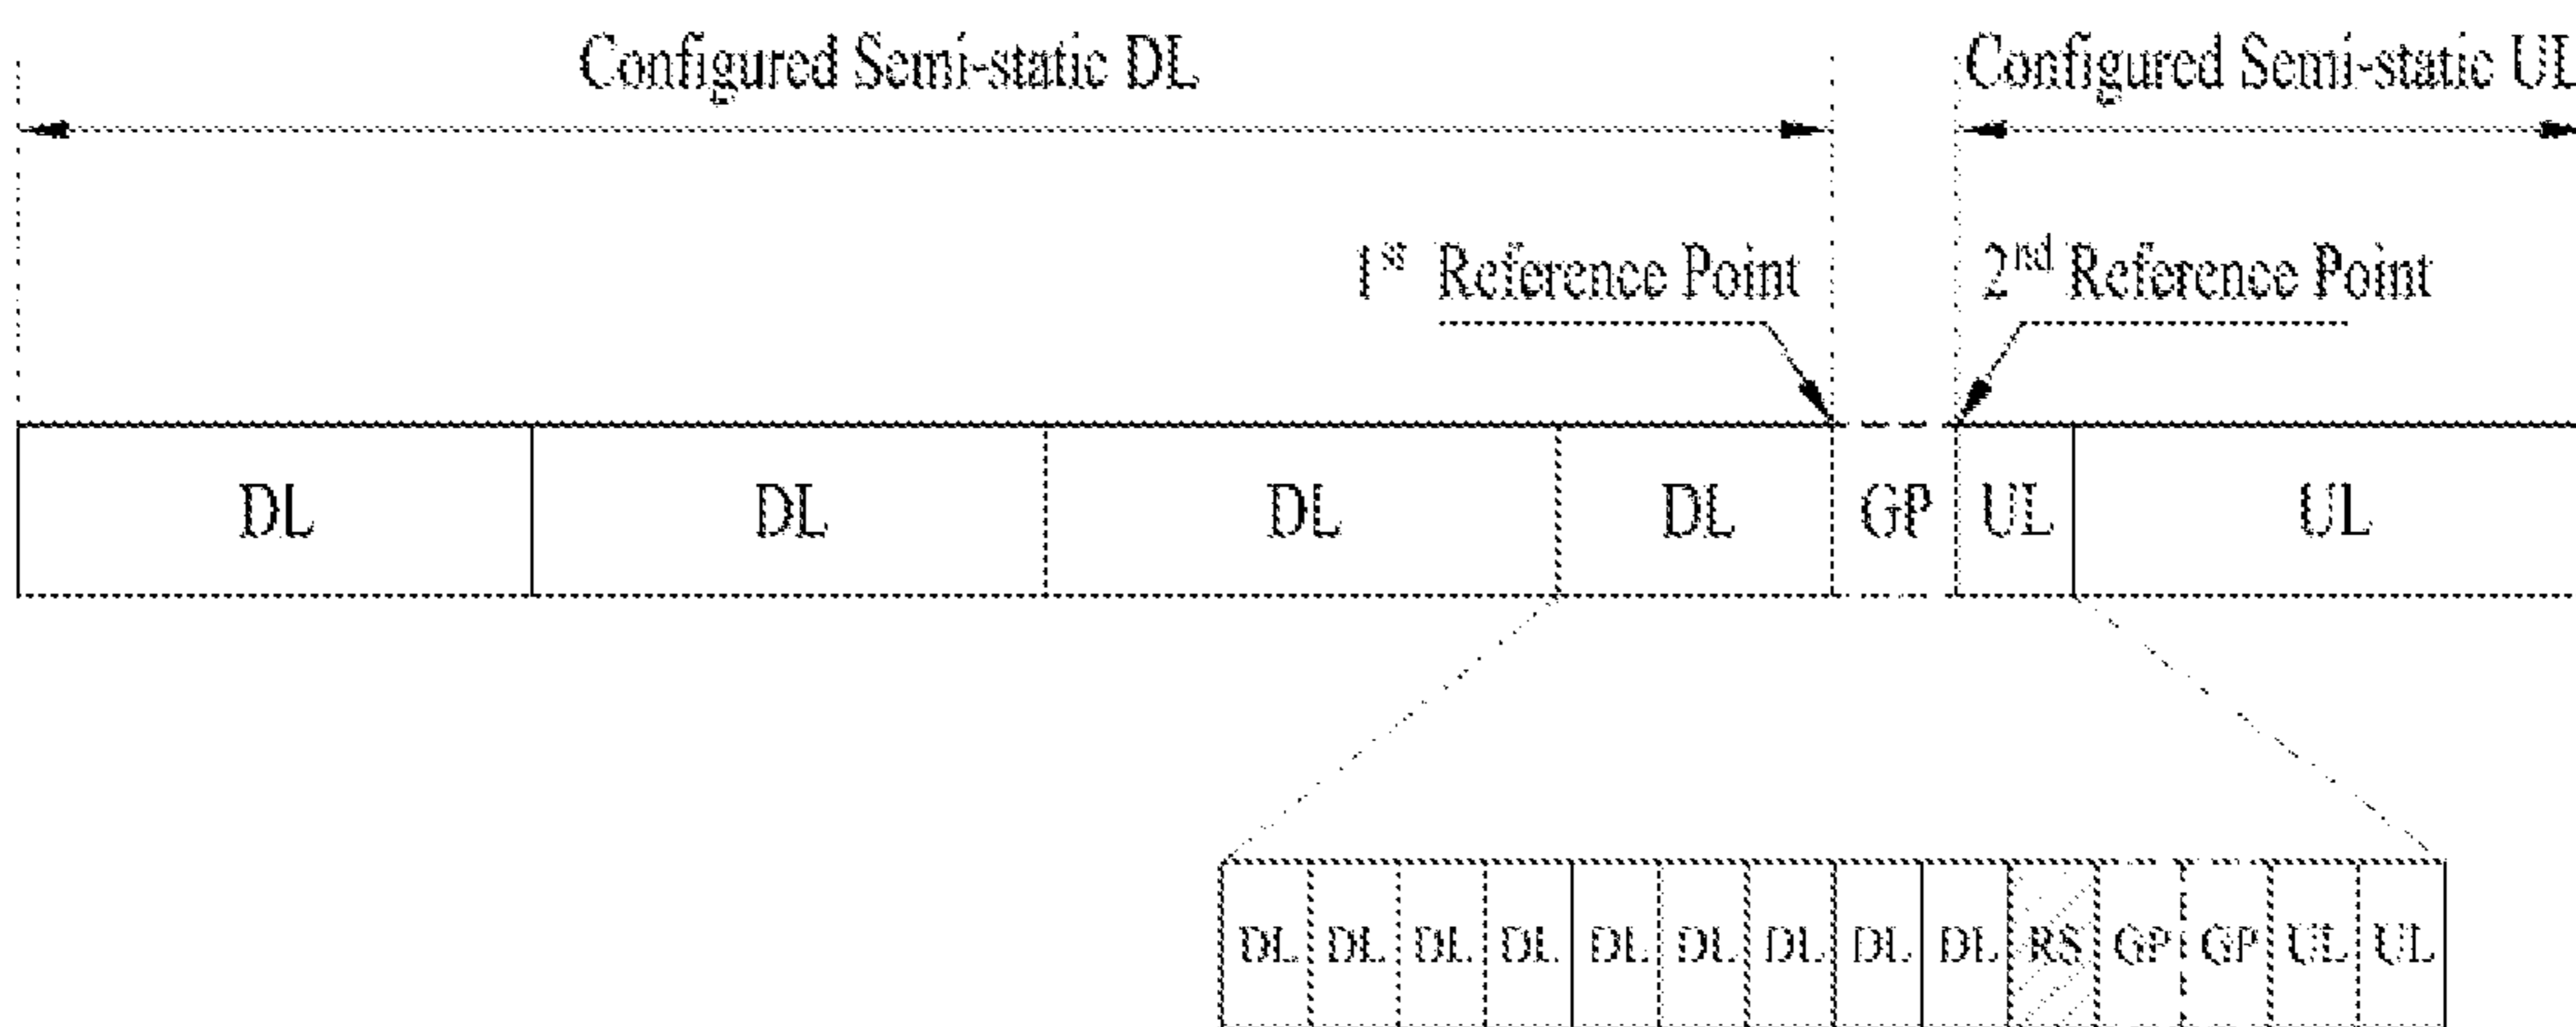 Configured Semi-static DL Configured Semi-static UL
1st Reference Point 2nd Reference Point
DL DL DL DL GP UL UL
DL DL DL DL DL DL DL DL DL RS GP GP UL UL